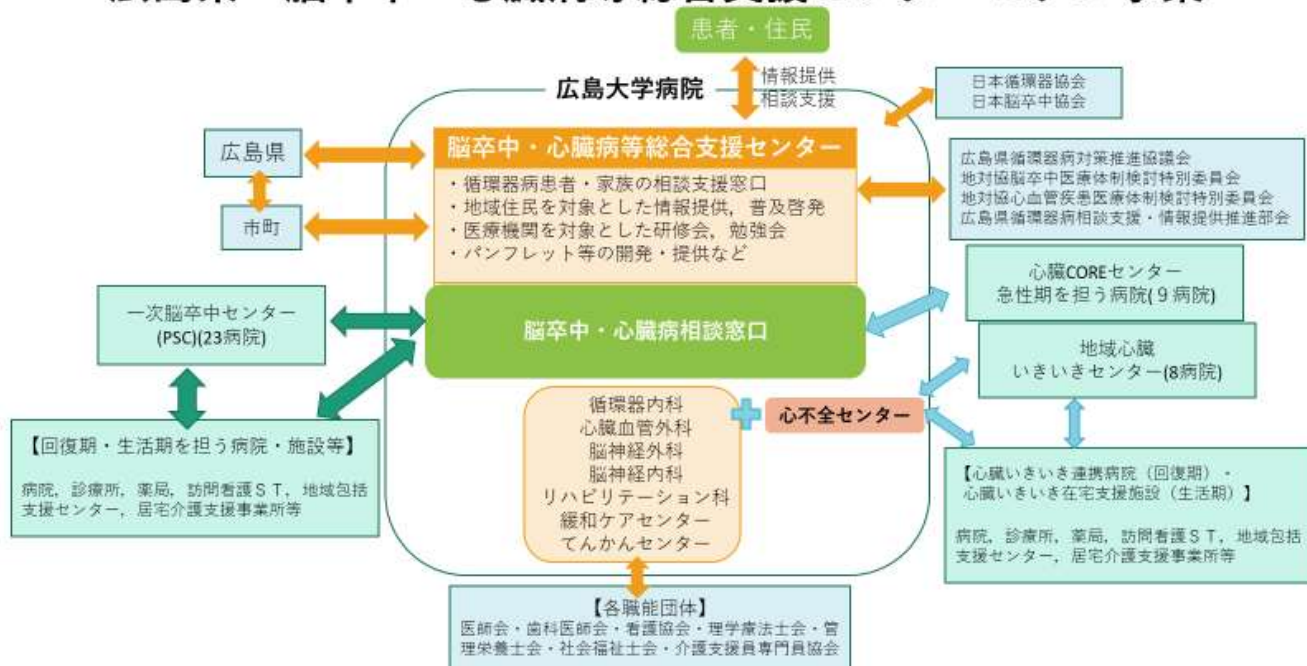 患者・住民
情報提供
相談支援
広島大学病院
日本循環器協会
日本脳卒中協会
広島県
市町
脳卒中・心臓病等総合支援センター
・循環器病患者・家族の相談支援窓口
・地域住民を対象とした情報提供，普及啓発
・医療機関を対象とした研修会，勉強会
・パンフレット等の開発・提供など
広島県循環器病対策推進協議会
地対協脳卒中医療体制検討特別委員会
地対協心血管疾患医療体制検討特別委員会
広島県循環器病相談支援・情報提供推進部会
一次脳卒中センター
(PSC)(23病院)
脳卒中・心臓病相談窓口
心臓COREセンター
急性期を担う病院(９病院)
地域心臓
いきいきセンター(8病院)
循環器内科
心臓血管外科
脳神経外科
脳神経内科
リハビリテーション科
緩和ケアセンター
てんかんセンター
心不全センター
【回復期・生活期を担う病院・施設等】
病院，診療所，薬局，訪問看護ＳＴ，地域包括
支援センター，居宅介護支援事業所等
【心臓いきいき連携病院（回復期）・
心臓いきいき在宅支援施設（生活期）】
病院，診療所，薬局，訪問看護ＳＴ，地域包括
支援センター，居宅介護支援事業所等
【各職能団体】
医師会・歯科医師会・看護協会・理学療法士会・管
理栄養士会・社会福祉士会・介護支援員専門員協会